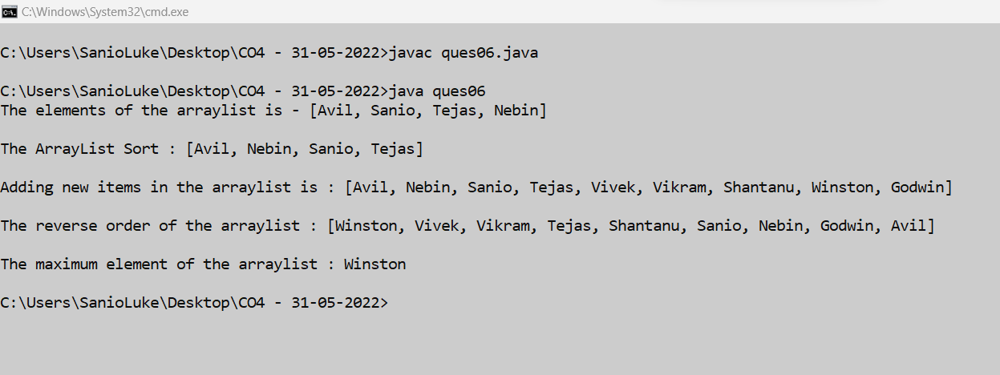 C:\Windows\System32\cmd.exe
C:\Users\SanioLuke\Desktop\CO4 - 31-05-2022>javac ques06.java
C:\Users\SanioLuke\Desktop\CO4 - 31-05-2022>java ques06
The elements of the arraylist is - [Avil, Sanio, Tejas, Nebin]
The ArrayList Sort : [Avil, Nebin, Sanio, Tejas]
Adding new items in the arraylist is : [Avil, Nebin, Sanio, Tejas, Vivek, Vikram, Shantanu, Winston, Godwin]
The reverse order of the arraylist : [Winston, Vivek, Vikram, Tejas, Shantanu, Sanio, Nebin, Godwin, Avil]
The maximum element of the arraylist : Winston
C:\Users\SanioLuke\Desktop\CO4 - 31-05-2022>